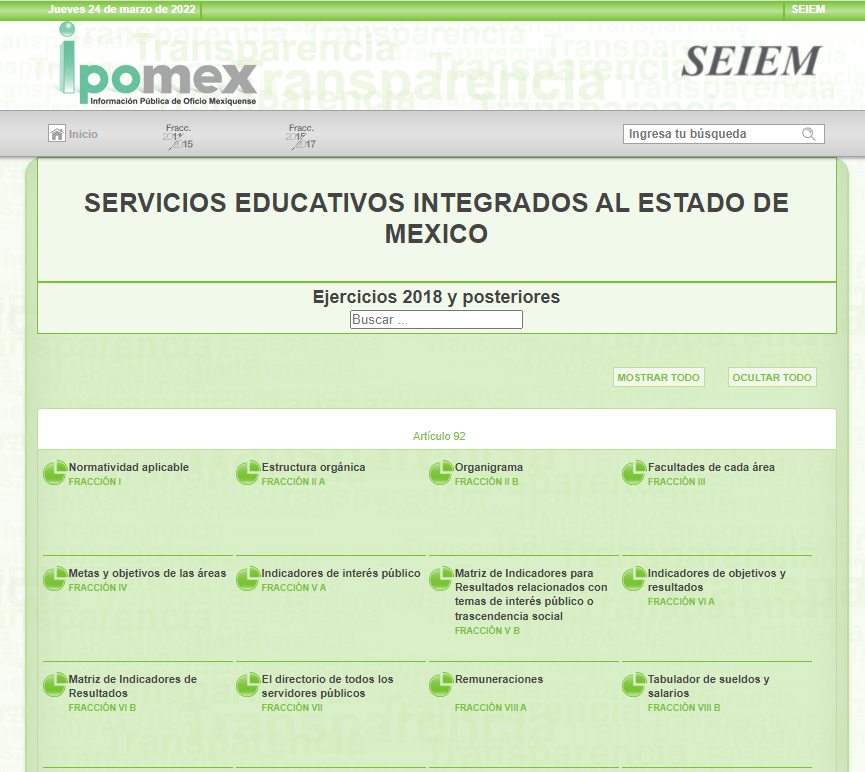 Jueves 24 de marzo de 2022
SEIEM
ipomex
Información Pública de Oficio Mexiquense
SEIEM
Inicio
Fracc.
2015
Fracc.
2017
Ingresa tu búsqueda
SERVICIOS EDUCATIVOS INTEGRADOS AL ESTADO DE
MEXICO
Ejercicios 2018 y posteriores
Buscar ...
MOSTRAR TODO
OCULTAR TODO
Artículo 92
Normatividad aplicable
FRACCIÓN I
Estructura orgánica
FRACCIÓN II A
Organigrama
FRACCIÓN II B
Facultades de cada área
FRACCIÓN III
Metas y objetivos de las áreas
FRACCIÓN IV
Indicadores de interés público
FRACCIÓN V A
Matriz de Indicadores para
Resultados relacionados con
temas de interés público o
trascendencia social
FRACCIÓN V B
Indicadores de objetivos y
resultados
FRACCIÓN VI A
Matriz de Indicadores de
Resultados
FRACCIÓN VI B
El directorio de todos los
servidores públicos
FRACCIÓN VII
Remuneraciones
FRACCIÓN VIII A
Tabulador de sueldos y
salarios
FRACCIÓN VIII B